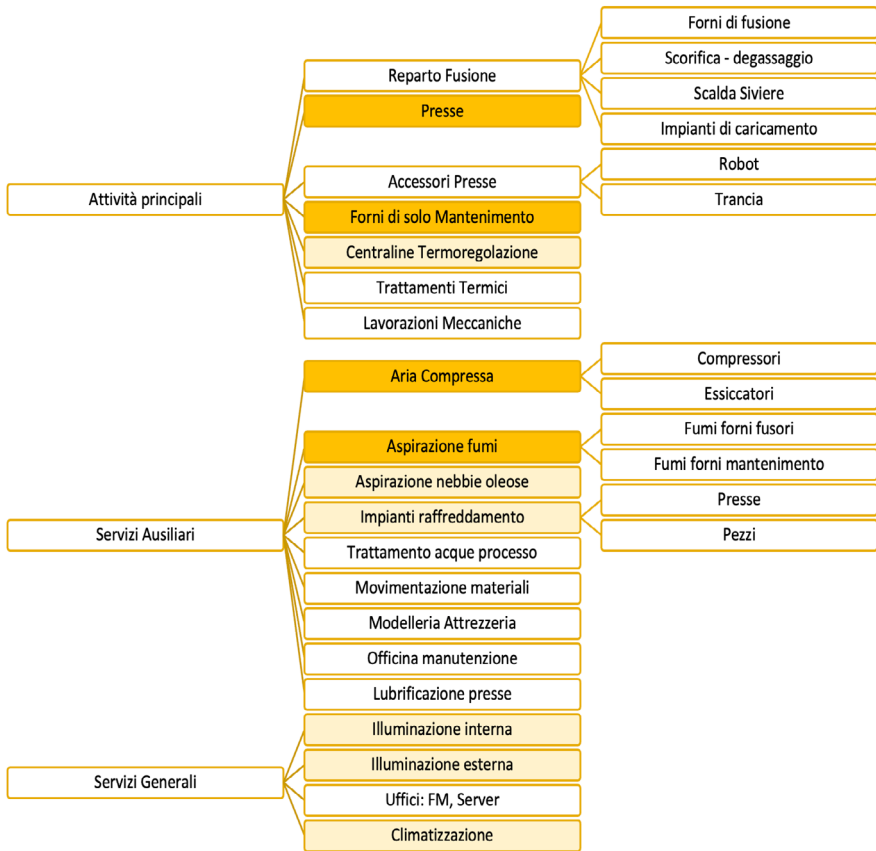 Attività principali
Reparto Fusione
Forni di fusione
Scorifica - degassaggio
Scalda Siviere
Impianti di caricamento
Presse
Accessori Presse
Robot
Trancia
Forni di solo Mantenimento
Centraline Termoregolazione
Trattamenti Termici
Lavorazioni Meccaniche
Servizi Ausiliari
Aria Compressa
Compressori
Essiccatori
Aspirazione fumi
Fumi forni fusori
Fumi forni mantenimento
Aspirazione nebbie oleose
Impianti raffreddamento
Presse
Pezzi
Trattamento acque processo
Movimentazione materiali
Modelleria Attrezzeria
Officina manutenzione
Lubrificazione presse
Servizi Generali
Illuminazione interna
Illuminazione esterna
Uffici: FM, Server
Climatizzazione